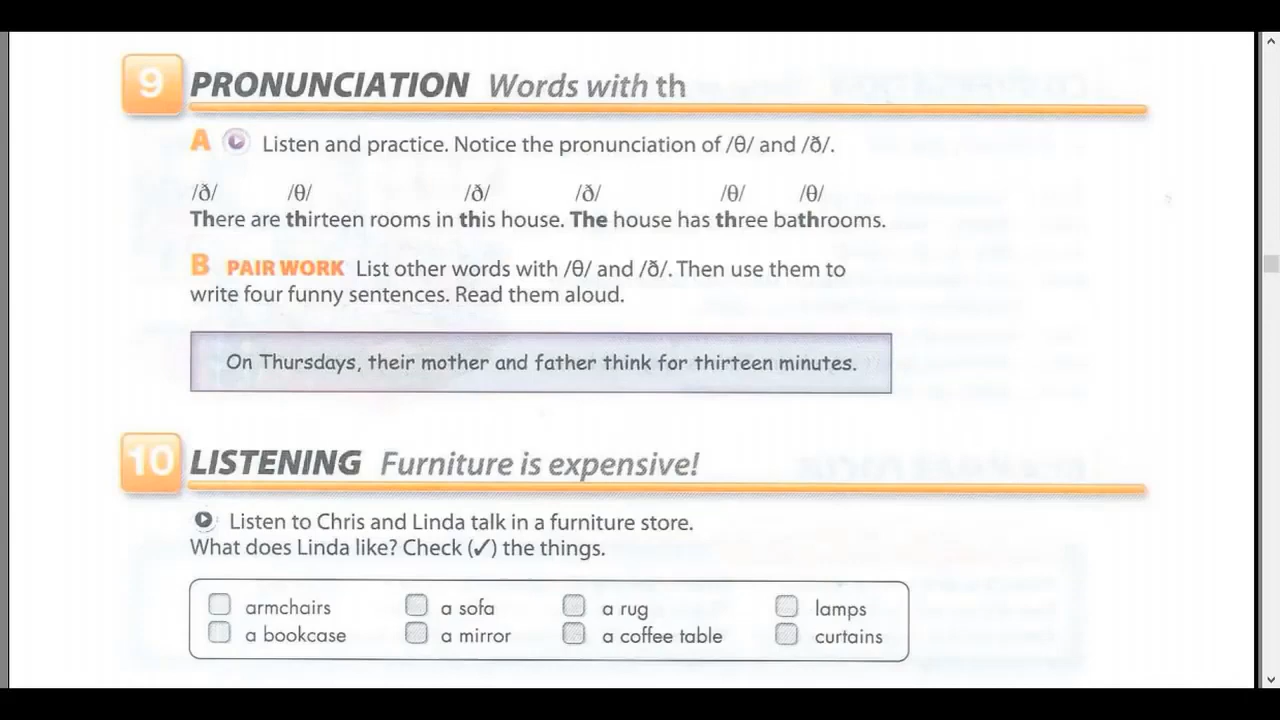 9 PRONUNCIATION Words with th
A Listen and practice. Notice the pronunciation of /θ/ and /ð/.
/ð/ /θ/ /ð/ /ð/ /θ/ /θ/
There are thirteen rooms in this house. The house has three bathrooms.
B PAIR WORK List other words with /θ/ and /ð/. Then use them to
write four funny sentences. Read them aloud.
On Thursdays, their mother and father think for thirteen minutes.
10 LISTENING Furniture is expensive!
Listen to Chris and Linda talk in a furniture store.
What does Linda like? Check (✓) the things.
armchairs a sofa a rug lamps
a bookcase a mirror a coffee table curtains